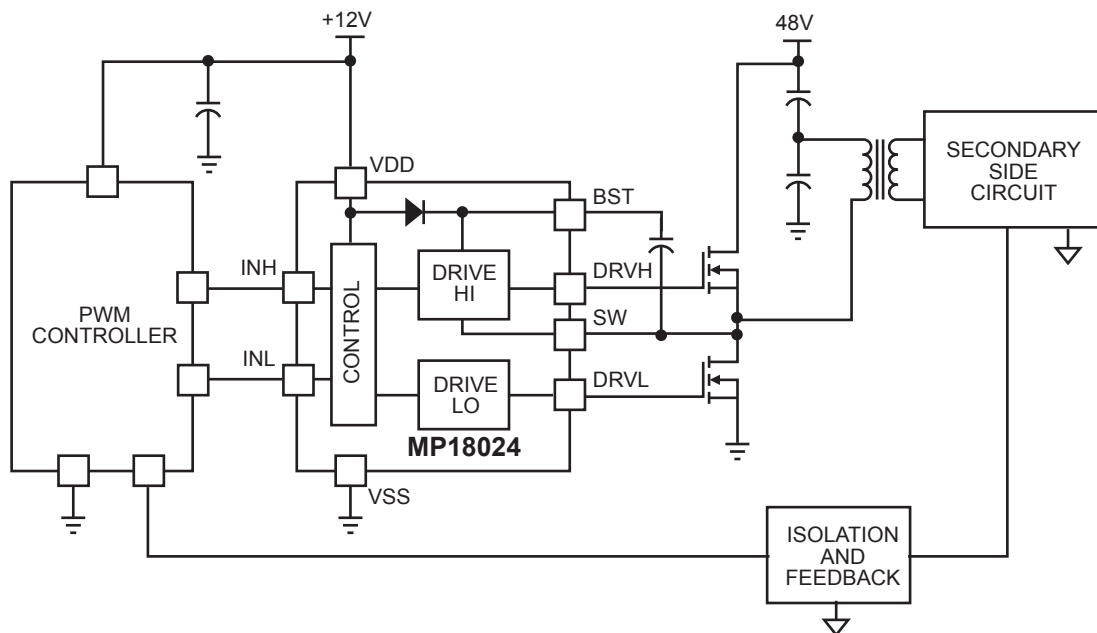 +12V
48V
VDD
BST
SECONDARY
SIDE
CIRCUIT
INH
DRIVE
HI
DRVH
PWM
CONTROLLER
CONTROL
SW
INL
DRIVE
LO
DRVL
MP18024
VSS
ISOLATION
AND
FEEDBACK